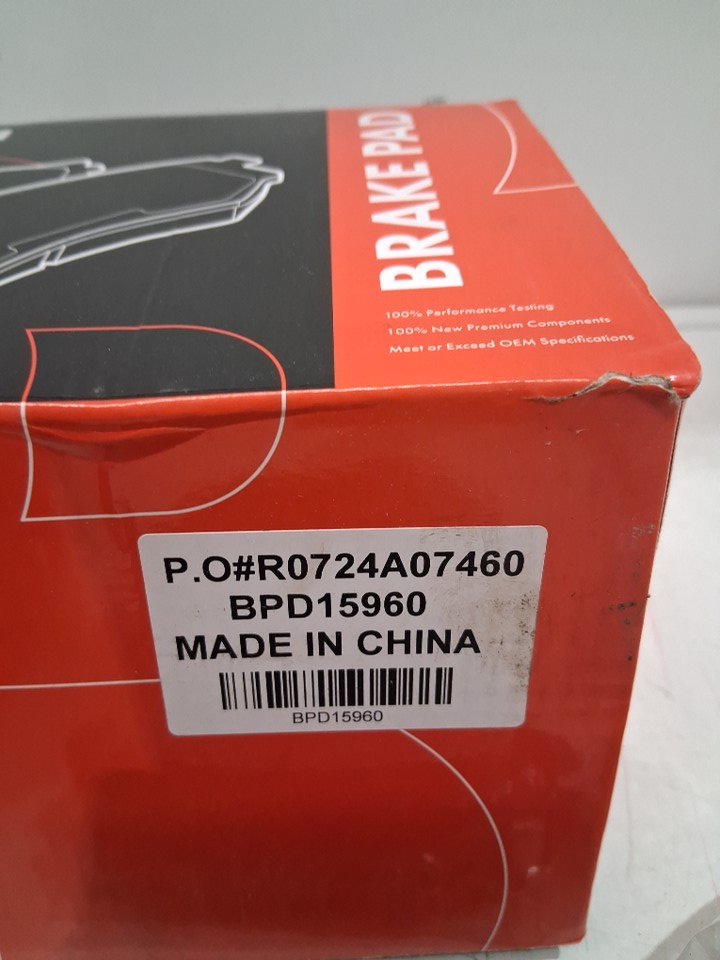 BRAKE PAD
100% Performance Testing
100% New Premium Components
Meet or Exceed OEM Specifications
P.O#R0724A07460
BPD15960
MADE IN CHINA
BPD15960